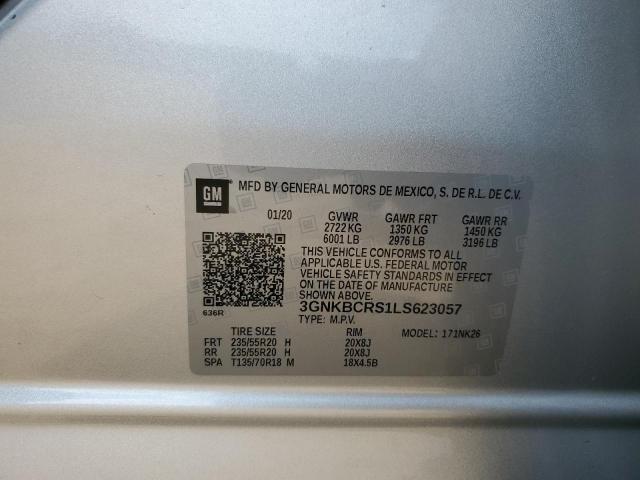 GM
MFD BY GENERAL MOTORS DE MEXICO, S. DE R.L. DE C.V.
01/20 GVWR GAWR FRT GAWR RR
2722 KG 1350 KG 1450 KG
6001 LB 2976 LB 3196 LB
THIS VEHICLE CONFORMS TO ALL
APPLICABLE U.S. FEDERAL MOTOR
VEHICLE SAFETY STANDARDS IN EFFECT
ON THE DATE OF MANUFACTURE
SHOWN ABOVE.
3GNKBCRS1LS623057
636R
TYPE: M.P.V. MODEL: 171NK26
TIRE SIZE RIM
FRT 235/55R20 H 20X8J
RR 235/55R20 H 20X8J
SPA T135/70R18 M 18X4.5B